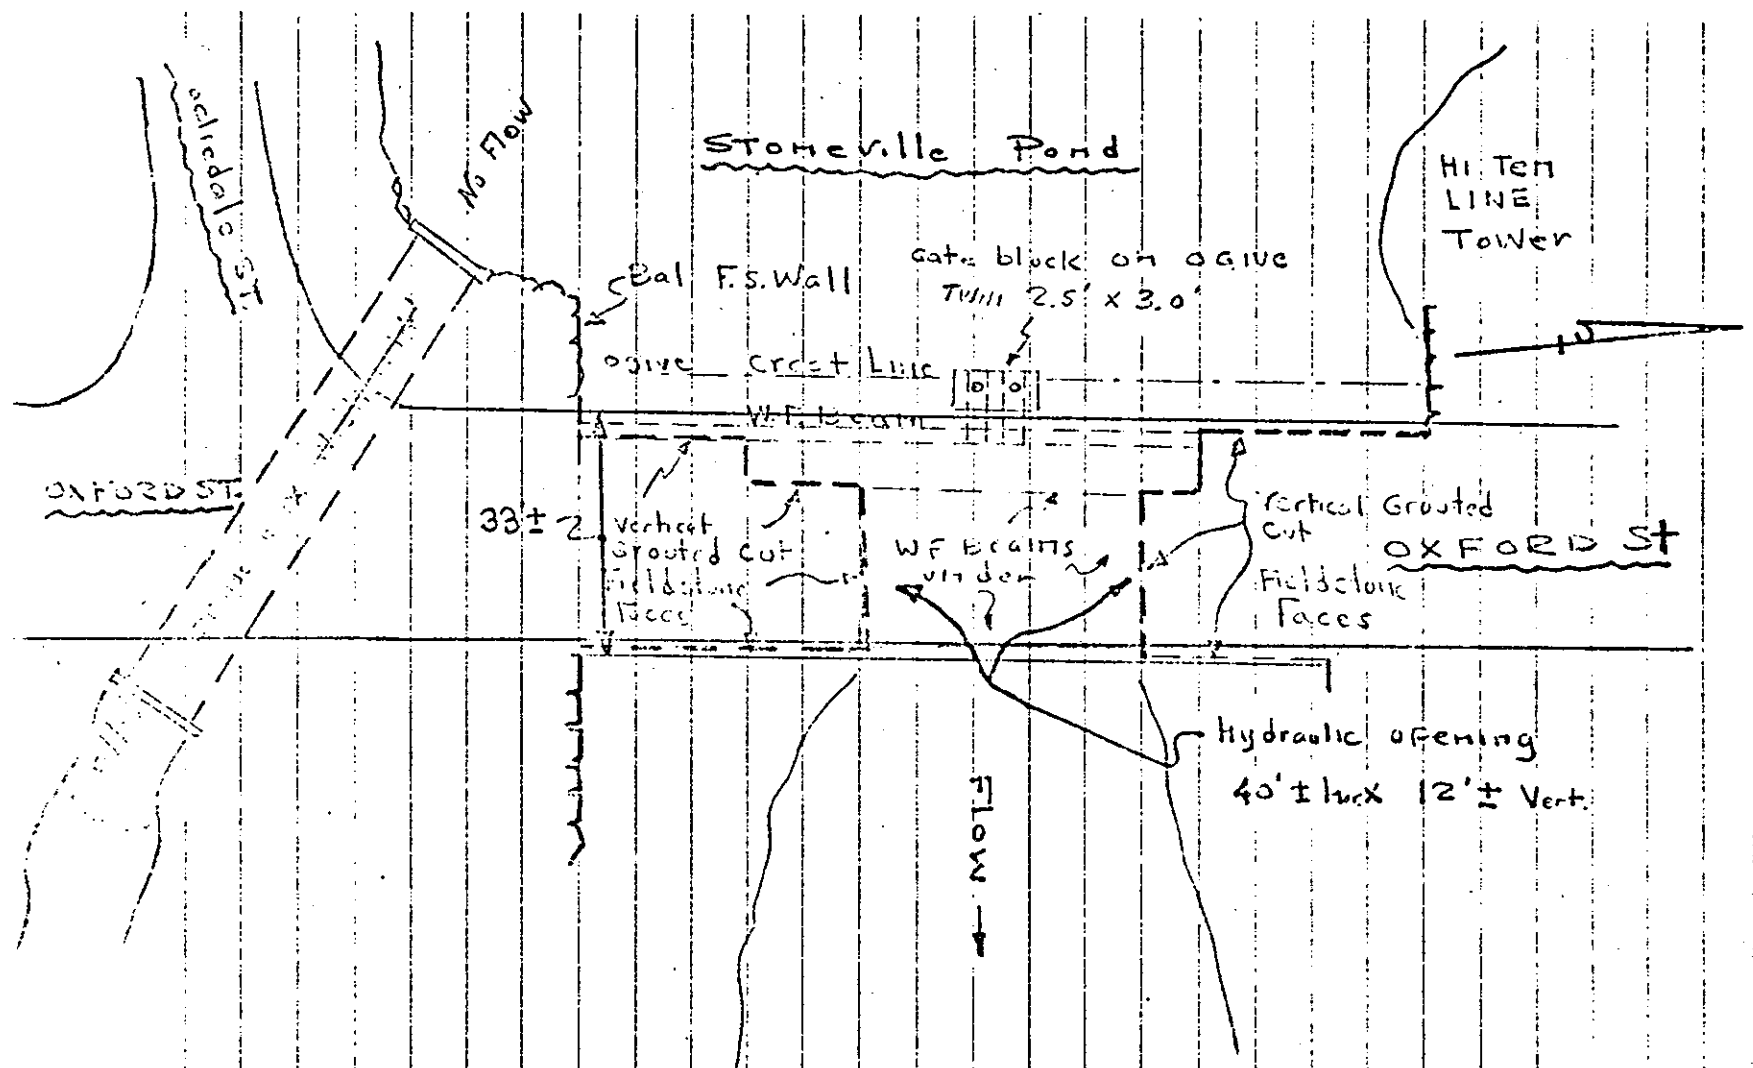 No Flow
Stoneville Pond
Hi Ten
LINE
Tower
ST.
Bal F.S. Wall
Gate block on ogive
Twin 2.5' x 3.0'
ogive Crest Line
W.F. Beam
N
OXFORD ST.
33±
Vertical
Grouted Cut
Fieldstone
Faces
WF Beams
under
Vertical Grouted
Cut
Fieldstone
Faces
OXFORD St
Hydraulic opening
40'± hor. x 12'± Vert.
FLOW